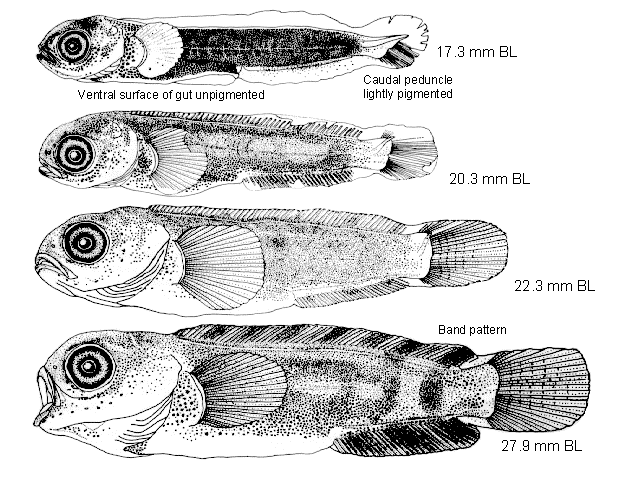 17.3 mm BL
Ventral surface of gut unpigmented
Caudal peduncle
lightly pigmented
20.3 mm BL
22.3 mm BL
Band pattern
27.9 mm BL